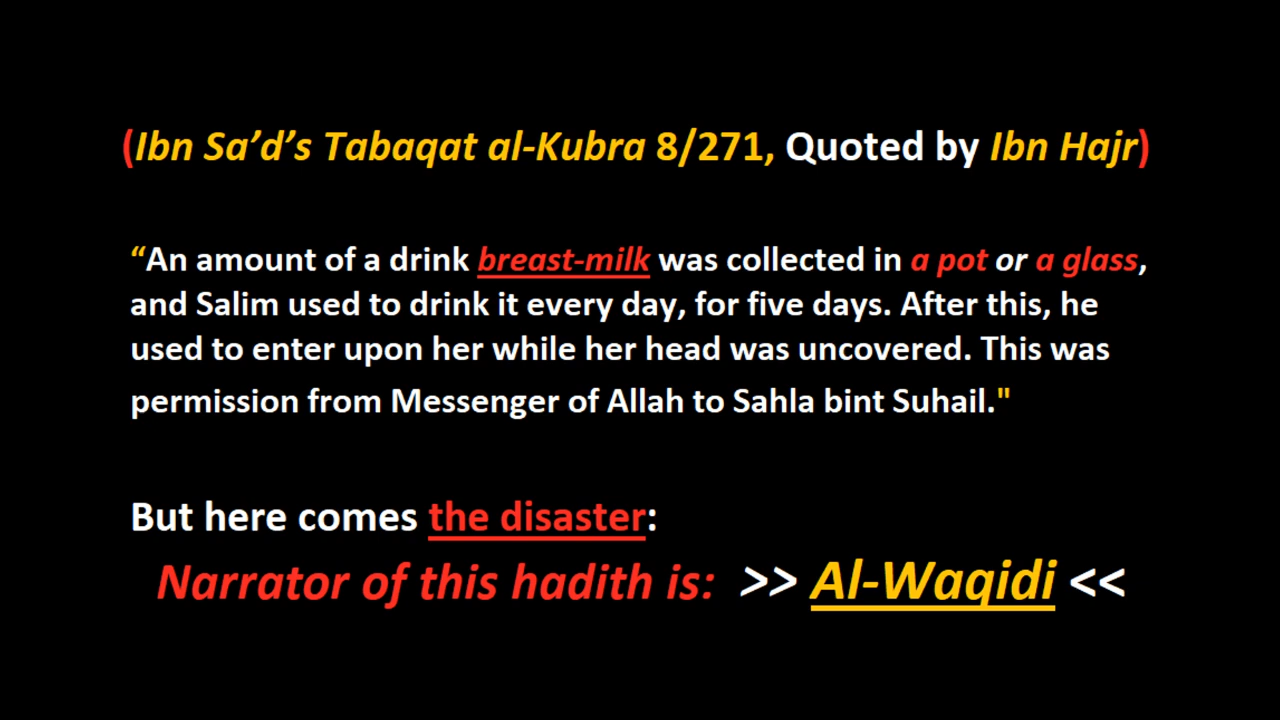 (Ibn Sa’d’s Tabaqat al-Kubra 8/271, Quoted by Ibn Hajr)
“An amount of a drink breast-milk was collected in a pot or a glass,
and Salim used to drink it every day, for five days. After this, he
used to enter upon her while her head was uncovered. This was
permission from Messenger of Allah to Sahla bint Suhail."
But here comes the disaster:
Narrator of this hadith is: >> Al-Waqidi <<